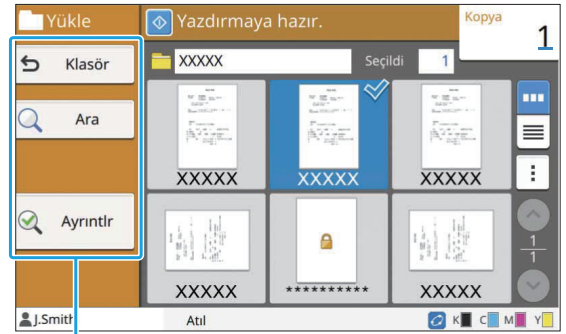 Yükle
Yazdırmaya hazır.
Kopya
1
Klasör
XXXXX
Seçildi
1
Ara
XXXXX
XXXXX
XXXXX
Ayrıntlr
1
1
XXXXX
**********
XXXXX
J.Smith
Atıl
K C M Y